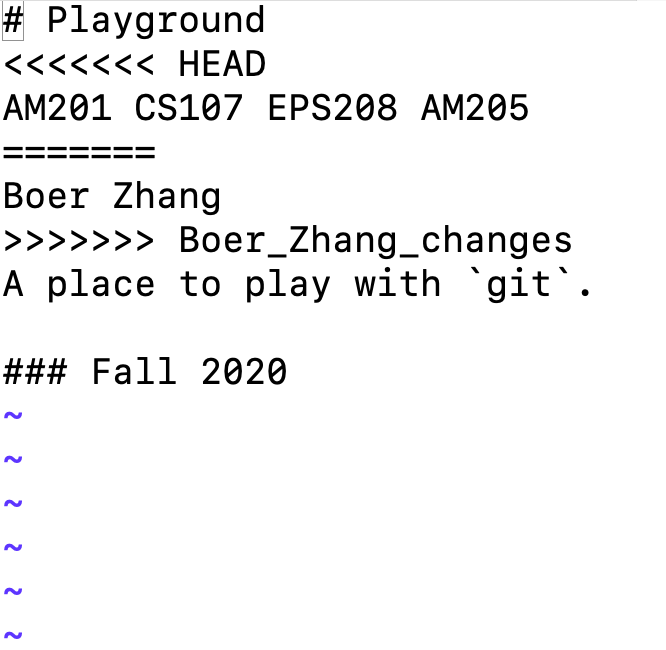 # Playground
<<<<<<< HEAD
AM201 CS107 EPS208 AM205
=======
Boer Zhang
>>>>>>> Boer_Zhang_changes
A place to play with `git`.

### Fall 2020
~
~
~
~
~
~